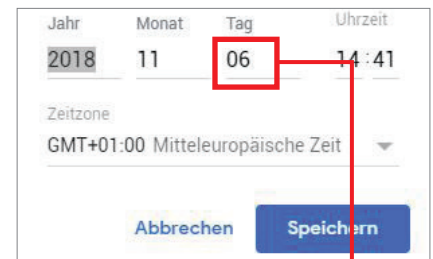 Jahr Monat Tag Uhrzeit
2018 11 06 14:41
Zeitzone
GMT+01:00 Mitteleuropäische Zeit
Abbrechen Speichern